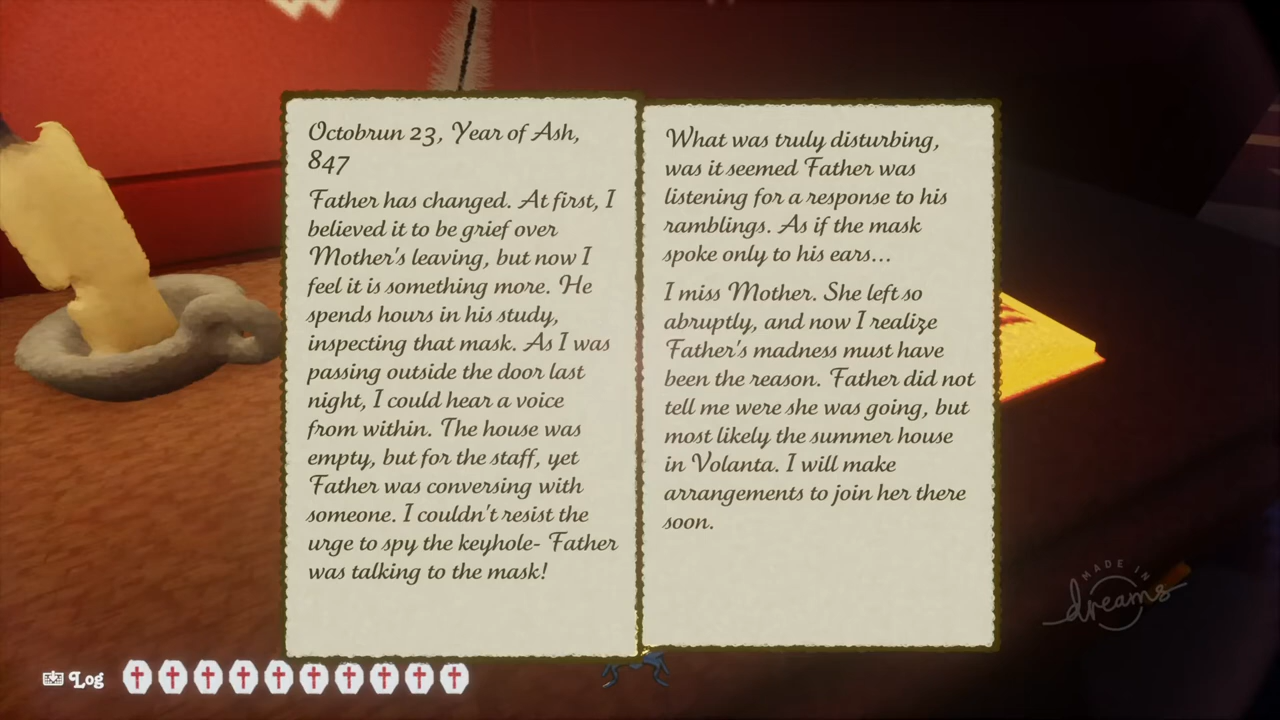 Octobrun 23, Year of Ash,
847
Father has changed. At first, I
believed it to be grief over
Mother's leaving, but now I
feel it is something more. He
spends hours in his study,
inspecting that mask. As I was
passing outside the door last
night, I could hear a voice
from within. The house was
empty, but for the staff, yet
Father was conversing with
someone. I couldn't resist the
urge to spy the keyhole- Father
was talking to the mask!
What was truly disturbing,
was it seemed Father was
listening for a response to his
ramblings. As if the mask
spoke only to his ears...
I miss Mother. She left so
abruptly, and now I realize
Father's madness must have
been the reason. Father did not
tell me were she was going, but
most likely the summer house
in Volanta. I will make
arrangements to join her there
soon.
MADE IN
dreams
Log